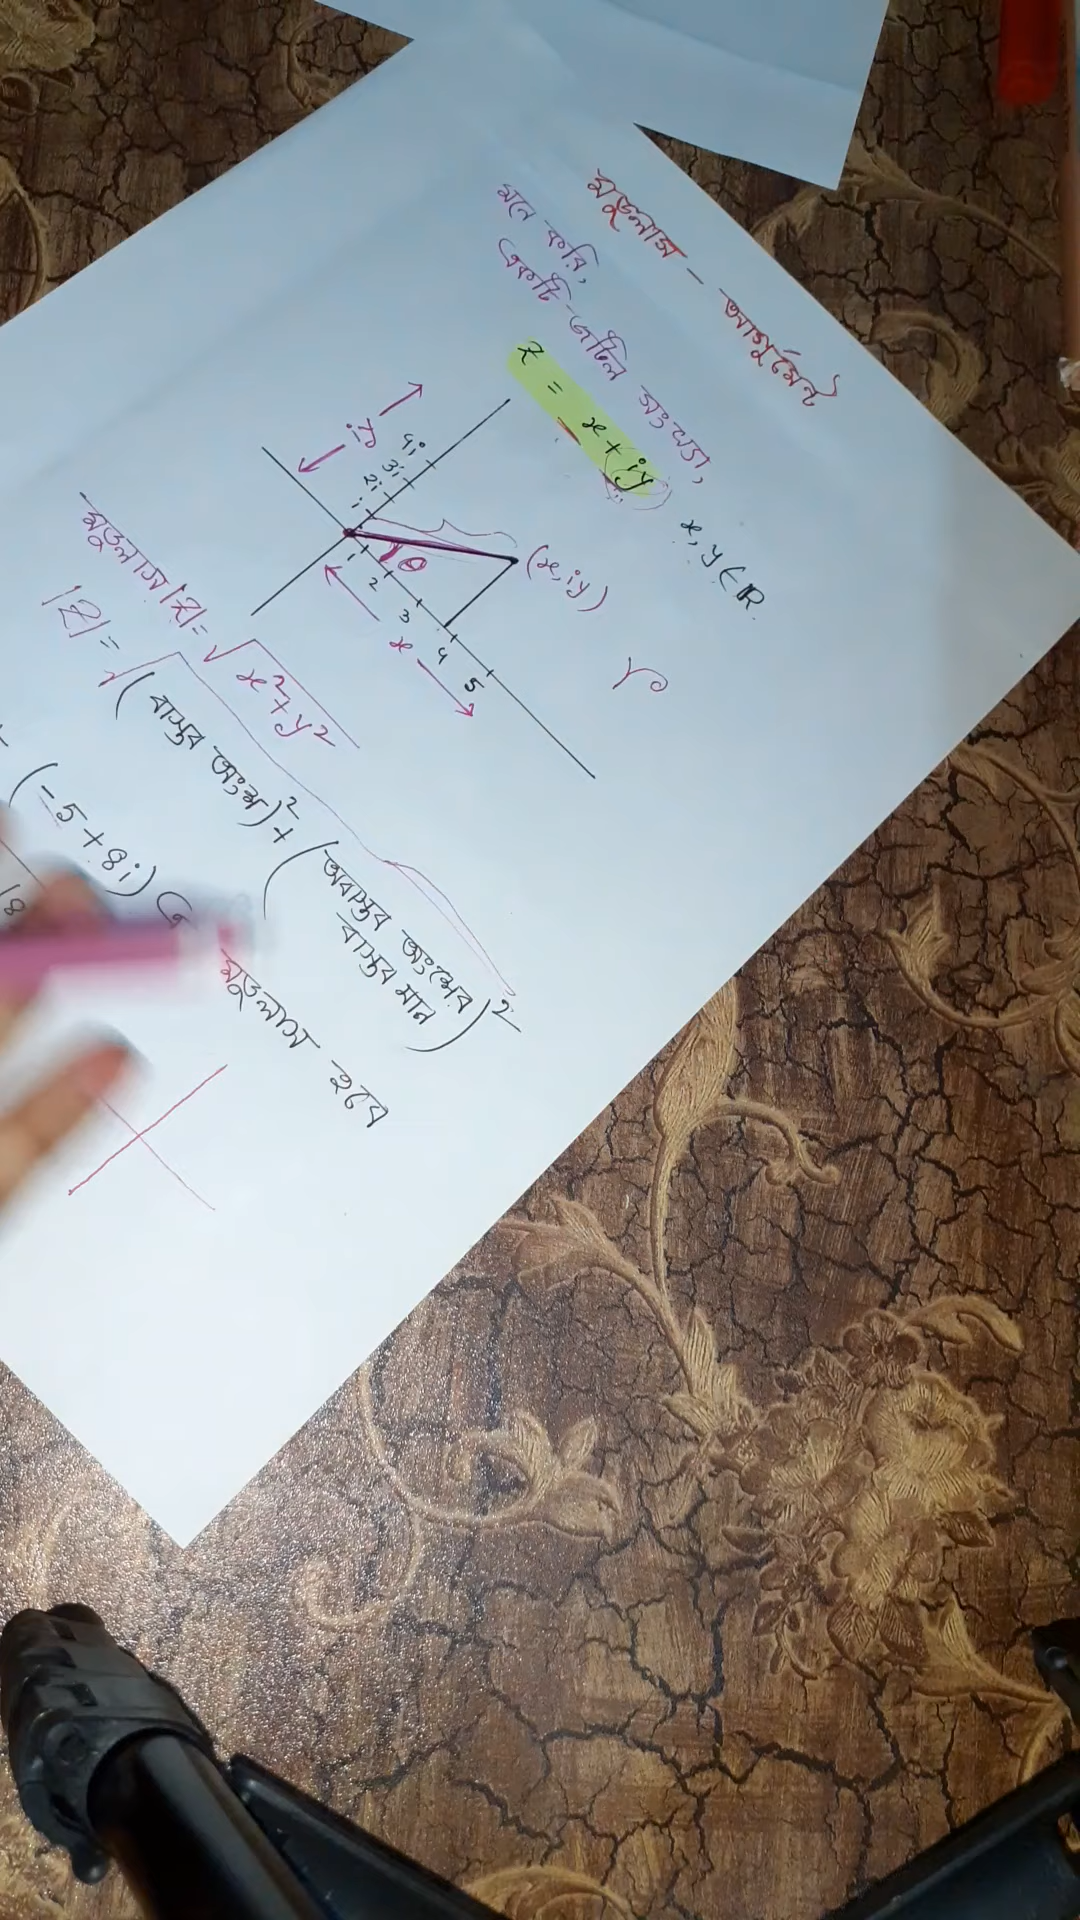 মডুলাস - আর্গুমেন্ট
মনে করি,
একটি জটিল সংখ্যা,
z = x + iy
x, y ∈ ℝ
iy
4i
3i
2i
i
1
2
3
4
5
θ
x
(x, iy)
r
মডুলাস |z| = √x²+y²
|z| = √(বাস্তব অংশ)² + (অবাস্তব অংশের বাস্তব মান)²
(-5+8i) এর মডুলাস হবে